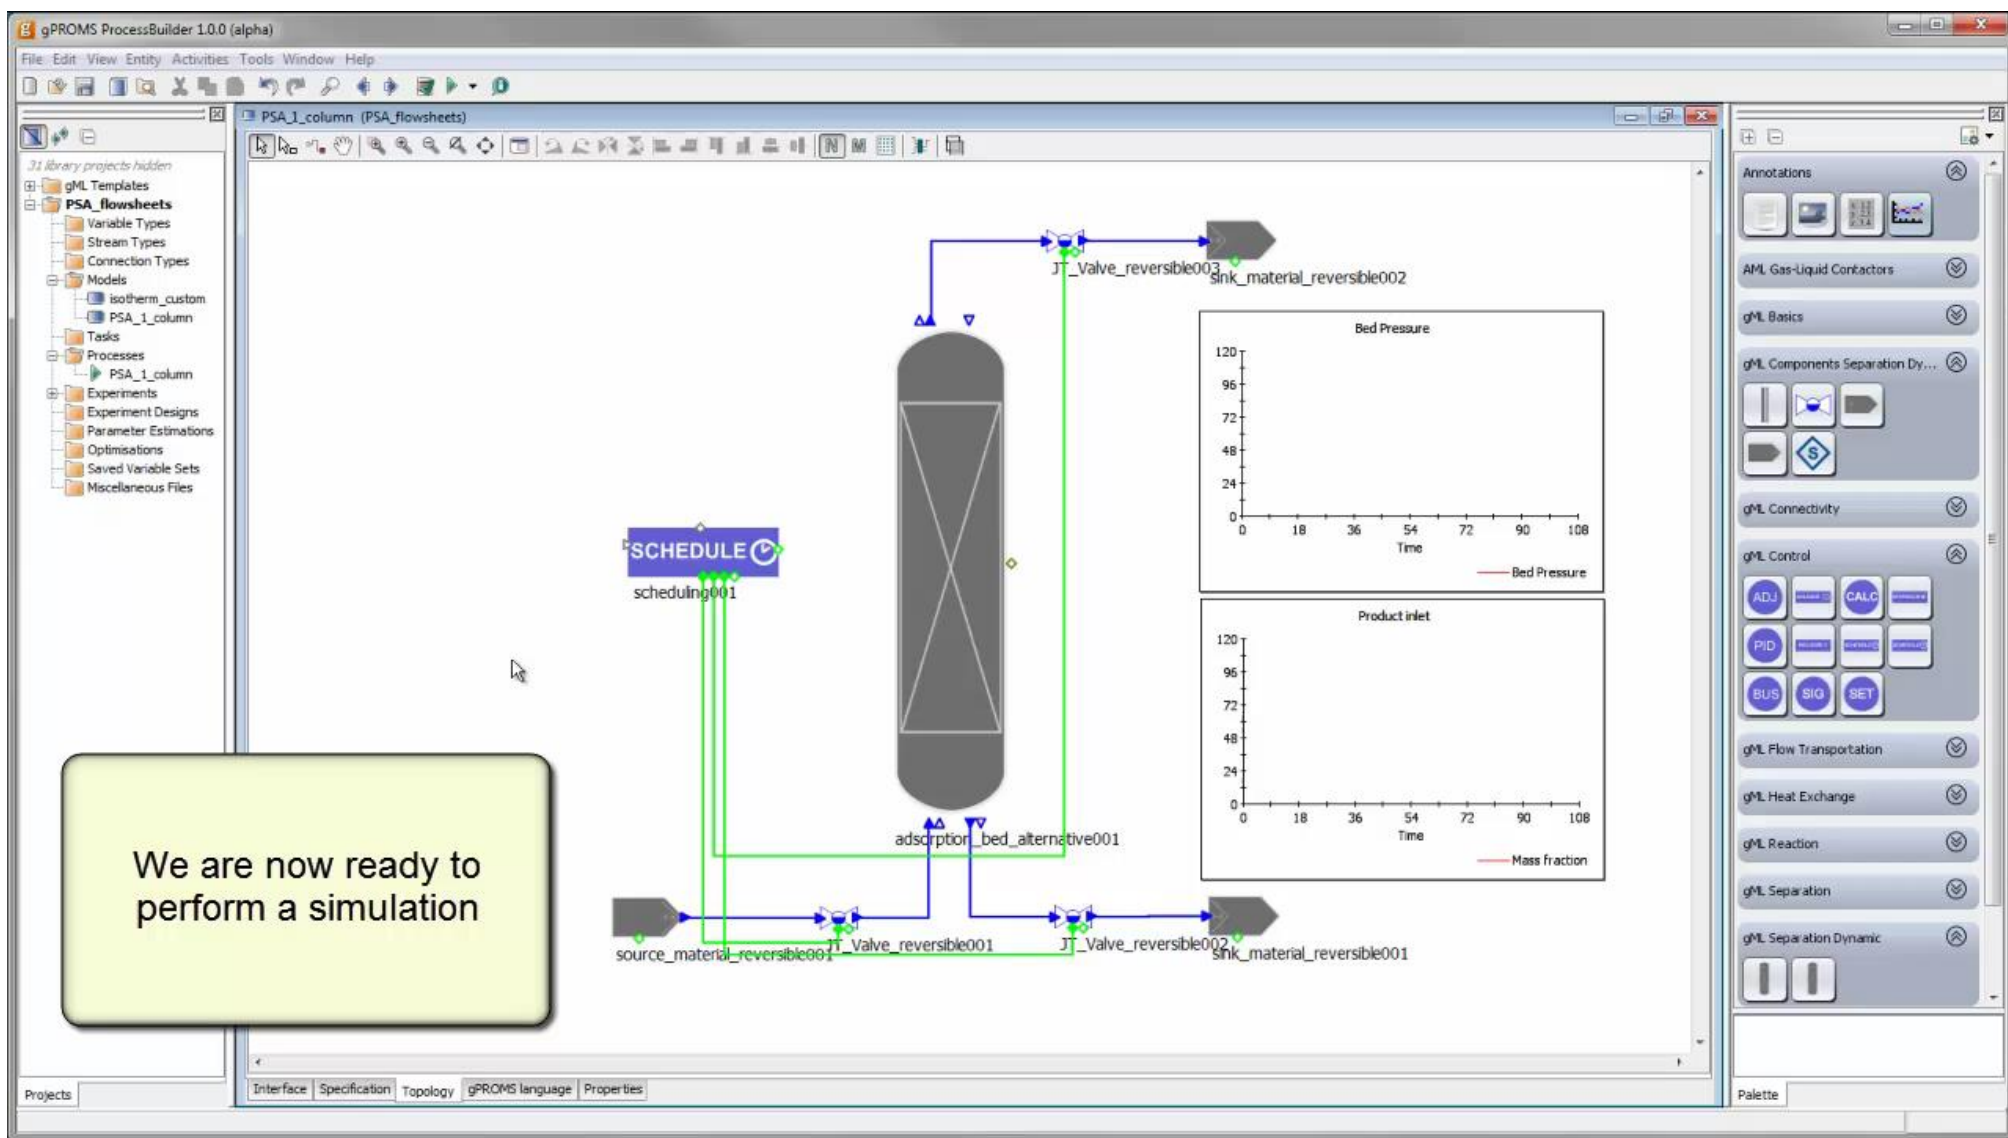 gPROMS ProcessBuilder 1.0.0 (alpha)
File Edit View Entity Activities Tools Window Help
PSA_1_column (PSA_flowsheets)
N M
31 library projects hidden
gML Templates
PSA_flowsheets
Variable Types
Stream Types
Connection Types
Models
isotherm_custom
PSA_1_column
Tasks
Processes
PSA_1_column
Experiments
Experiment Designs
Parameter Estimations
Optimisations
Saved Variable Sets
Miscellaneous Files
Projects
JT_Valve_reversible003
sink_material_reversible002
SCHEDULE
scheduling001
adsorption_bed_alternative001
source_material_reversible001
JT_Valve_reversible001
JT_Valve_reversible002
sink_material_reversible001
Bed Pressure
120
96
72
48
24
0
0 18 36 54 72 90 108
Time
Bed Pressure
Product inlet
120
96
72
48
24
0
0 18 36 54 72 90 108
Time
Mass fraction
We are now ready to
perform a simulation
Interface Specification Topology gPROMS language Properties
Annotations
AML Gas-Liquid Contactors
gML Basics
gML Components Separation Dy...
S
gML Connectivity
gML Control
ADJ CALC
PID
BUS SIG SET
gML Flow Transportation
gML Heat Exchange
gML Reaction
gML Separation
gML Separation Dynamic
Palette